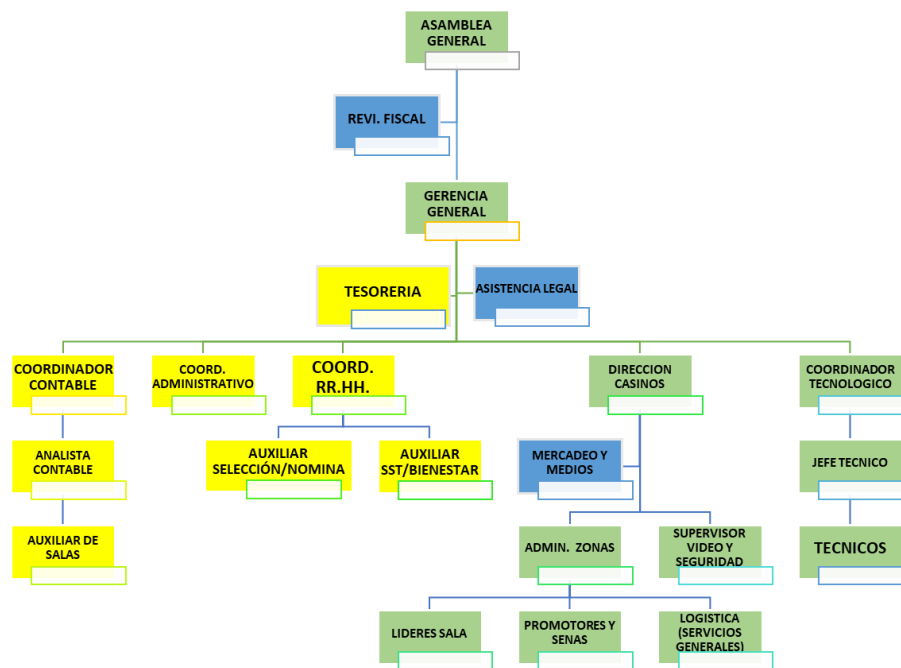 ASAMBLEA
GENERAL
REVI. FISCAL
GERENCIA
GENERAL
TESORERIA
ASISTENCIA LEGAL
COORDINADOR
CONTABLE
COORD.
ADMINISTRATIVO
COORD.
RR.HH.
DIRECCION
CASINOS
COORDINADOR
TECNOLOGICO
ANALISTA
CONTABLE
AUXILIAR
SELECCIÓN/NOMINA
AUXILIAR
SST/BIENESTAR
MERCADEO Y
MEDIOS
JEFE TECNICO
AUXILIAR DE
SALAS
ADMIN. ZONAS
SUPERVISOR
VIDEO Y
SEGURIDAD
TECNICOS
LIDERES SALA
PROMOTORES Y
SENAS
LOGISTICA
(SERVICIOS
GENERALES)